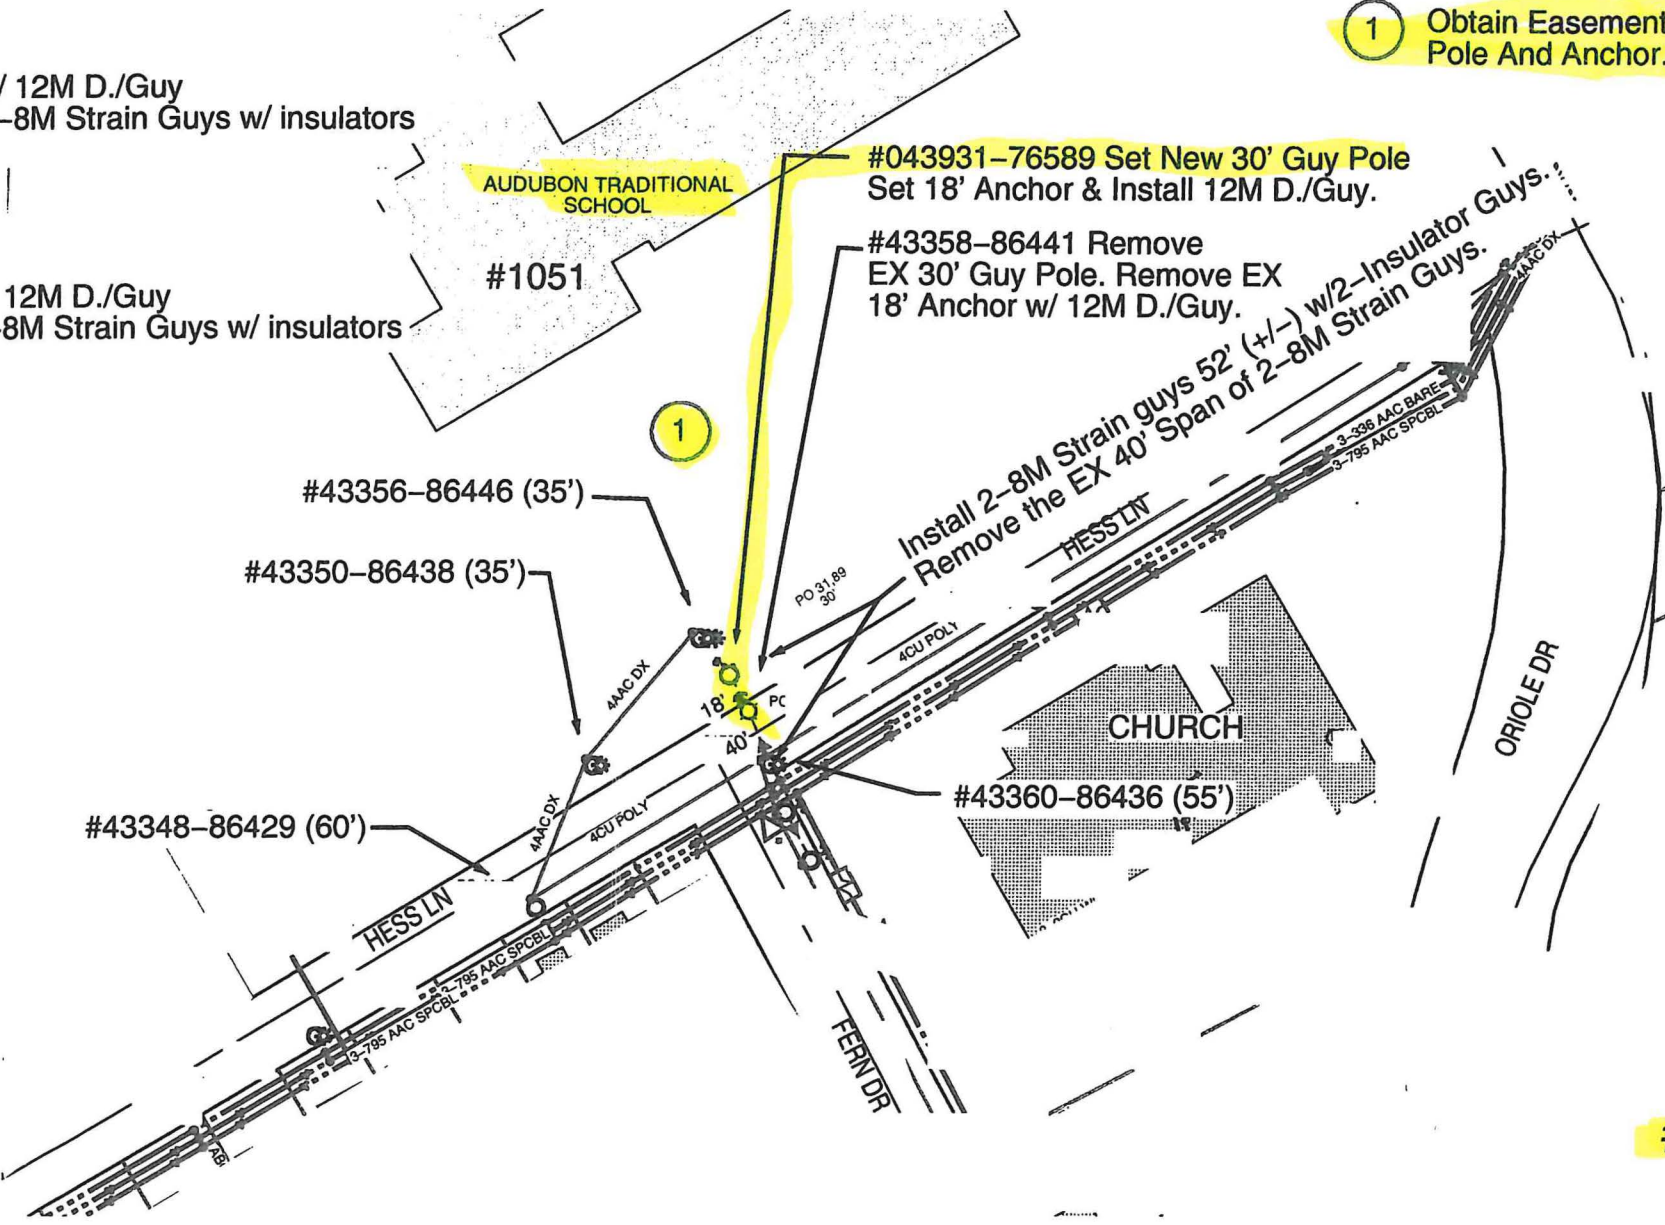 1
Obtain Easement
Pole And Anchor.
/ 12M D./Guy
–8M Strain Guys w/ insulators
#043931–76589 Set New 30' Guy Pole
Set 18' Anchor & Install 12M D./Guy.
AUDUBON TRADITIONAL
SCHOOL
#1051
#43358–86441 Remove
EX 30' Guy Pole. Remove EX
18' Anchor w/ 12M D./Guy.
12M D./Guy
-8M Strain Guys w/ insulators
Install 2–8M Strain guys 52' (+/–) w/2–Insulator Guys.
Remove the EX 40' Span of 2–8M Strain Guys.
4AAC DX
3–336 AAC BARE
3–795 AAC SPCBL
1
#43356–86446 (35')
#43350–86438 (35')
HESS LN
PO 31,89
30'
4CU POLY
4AAC DX
18'
PO
40'
CHURCH
ORIOLE DR
#43360–86436 (55')
#43348–86429 (60')
4AAC DX
4CU POLY
HESS LN
3–795 AAC SPCBL
3–795 AAC SPCBL
FERN DR